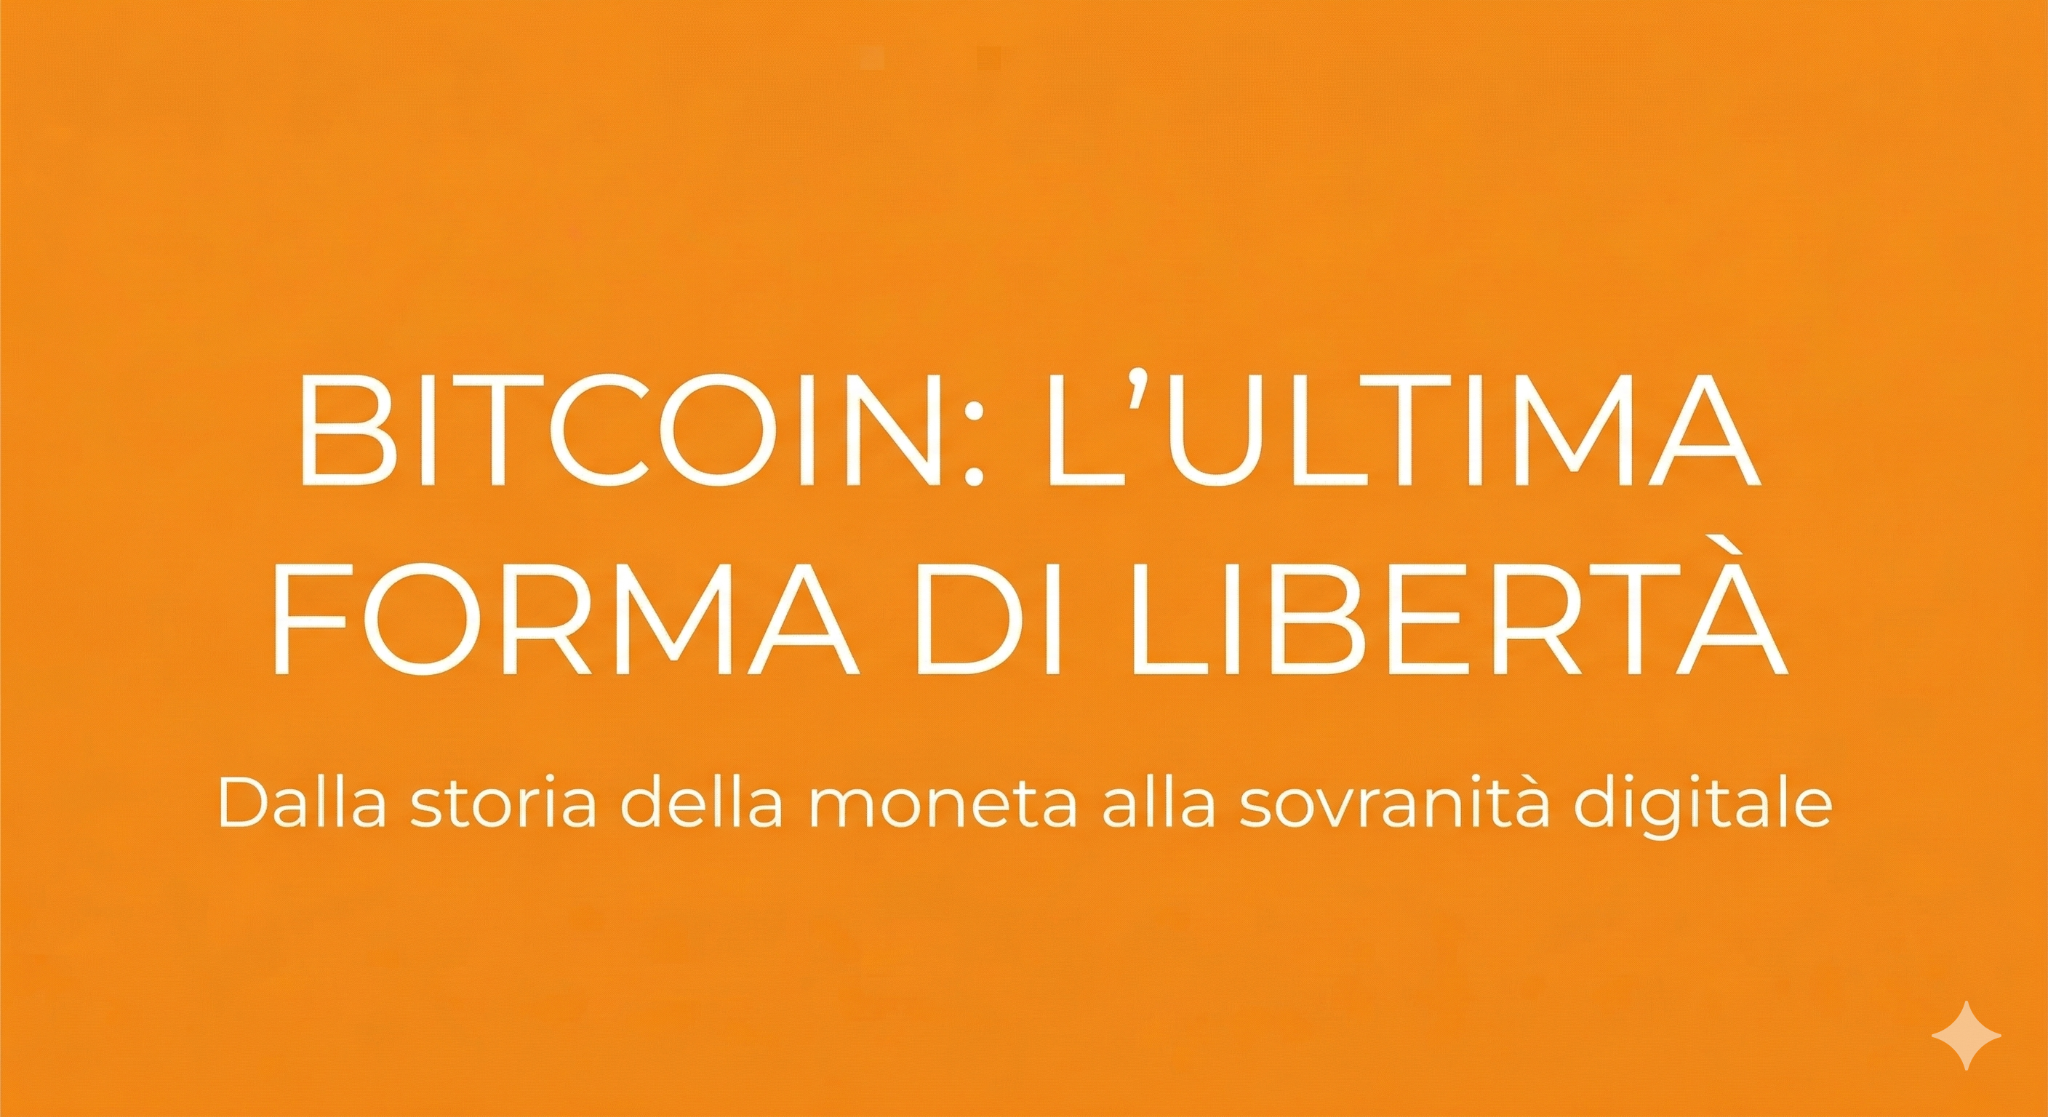 BITCOIN: L’ULTIMA
FORMA DI LIBERTÀ
Dalla storia della moneta alla sovranità digitale